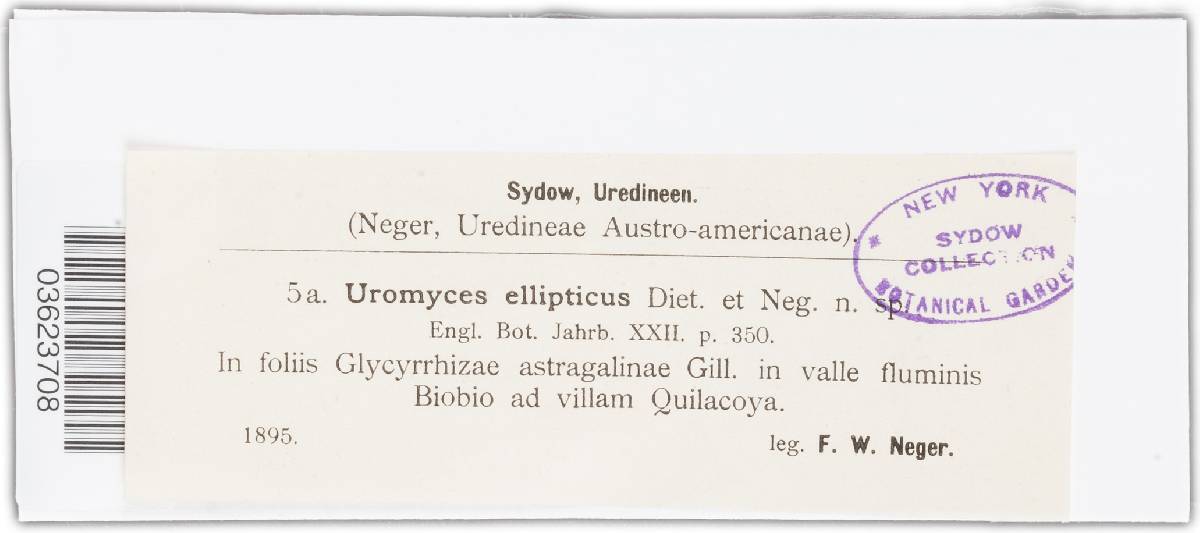 Sydow, Uredineen.
(Neger, Uredineae Austro-americanae).
5a. Uromyces ellipticus Diet. et Neg. n. sp.
Engl. Bot. Jahrb. XXII. p. 350.
In foliis Glycyrrhizae astragalinae Gill. in valle fluminis
Biobio ad villam Quilacoya.
1895.
leg. F. W. Neger.
* NEW YORK
SYDOW
COLLECTION
BOTANICAL GARDEN
03623708